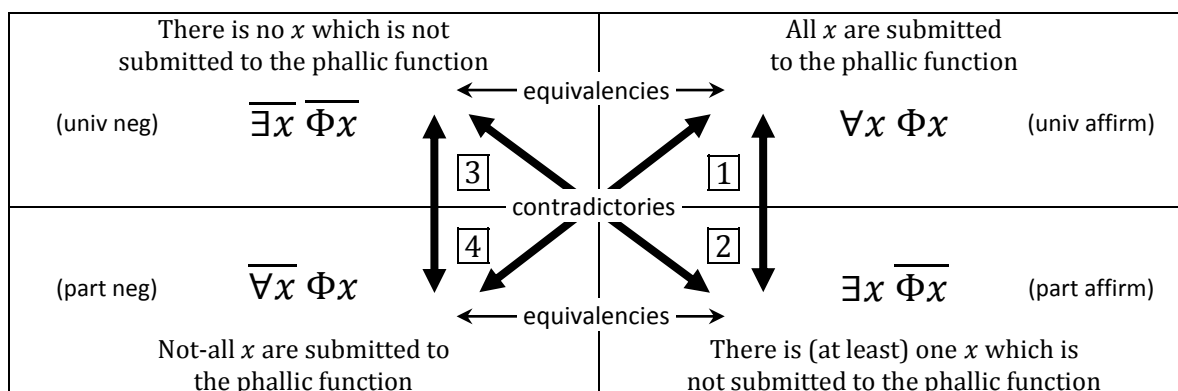 There is no x which is not
submitted to the phallic function
All x are submitted
to the phallic function
equivalencies
(univ neg)
∃x̅ Φx̅
∀x Φx
(univ affirm)
3
1
contradictories
4
2
(part neg)
∀x̅ Φx
∃x Φx̅
(part affirm)
equivalencies
Not-all x are submitted to
the phallic function
There is (at least) one x which is
not submitted to the phallic function